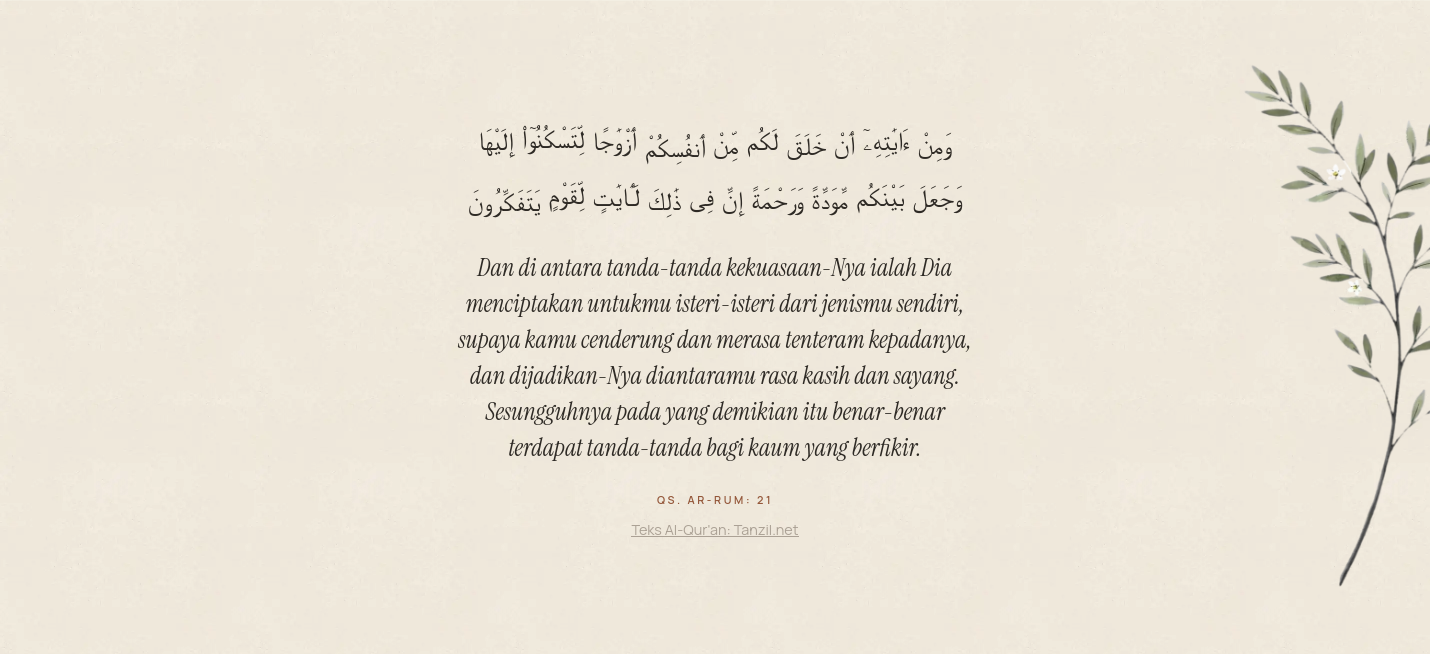 وَمِنْ ءَايَٰتِهِۦٓ أَنْ خَلَقَ لَكُم مِّنْ أَنفُسِكُمْ أَزْوَٰجًا لِّتَسْكُنُوٓا۟ إِلَيْهَا
وَجَعَلَ بَيْنَكُم مَّوَدَّةً وَرَحْمَةً إِنَّ فِى ذَٰلِكَ لَـَٔايَٰتٍ لِّقَوْمٍ يَتَفَكَّرُونَ
Dan di antara tanda-tanda kekuasaan-Nya ialah Dia
menciptakan untukmu isteri-isteri dari jenismu sendiri,
supaya kamu cenderung dan merasa tenteram kepadanya,
dan dijadikan-Nya diantaramu rasa kasih dan sayang.
Sesungguhnya pada yang demikian itu benar-benar
terdapat tanda-tanda bagi kaum yang berfikir.
QS. AR-RUM: 21
Teks Al-Qur'an: Tanzil.net